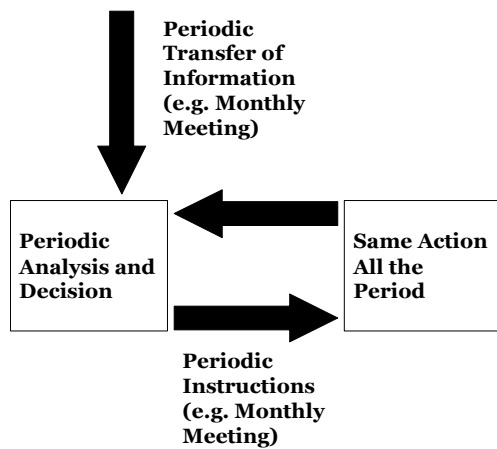 Periodic
Transfer of
Information
(e.g. Monthly
Meeting)
Periodic
Analysis and
Decision
Same Action
All the
Period
Periodic
Instructions
(e.g. Monthly
Meeting)